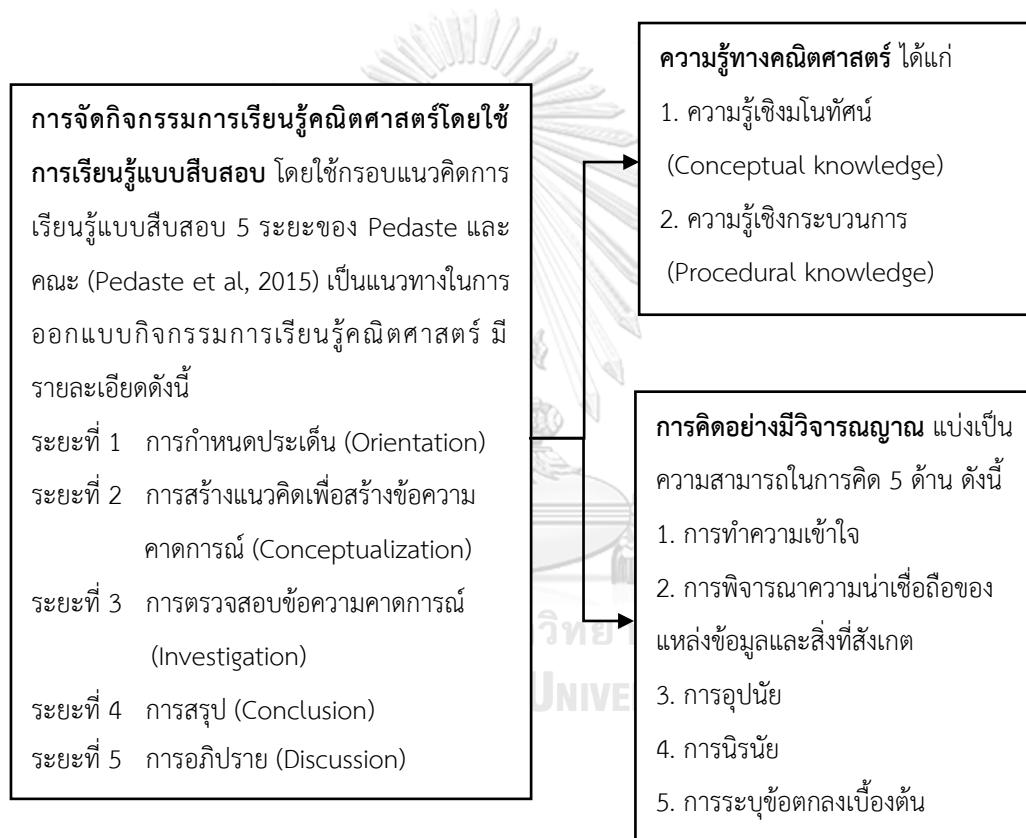 การจัดกิจกรรมการเรียนรู้คณิตศาสตร์โดยใช้
การเรียนรู้แบบสืบสอบ โดยใช้กรอบแนวคิดการ
เรียนรู้แบบสืบสอบ 5 ระยะของ Pedaste และ
คณะ (Pedaste et al, 2015) เป็นแนวทางในการ
ออกแบบกิจกรรมการเรียนรู้คณิตศาสตร์ มี
รายละเอียดดังนี้
ระยะที่ 1 การกำหนดประเด็น (Orientation)
ระยะที่ 2 การสร้างแนวคิดเพื่อสร้างข้อความ
คาดการณ์ (Conceptualization)
ระยะที่ 3 การตรวจสอบข้อความคาดการณ์
(Investigation)
ระยะที่ 4 การสรุป (Conclusion)
ระยะที่ 5 การอภิปราย (Discussion)
ความรู้ทางคณิตศาสตร์ ได้แก่
1. ความรู้เชิงมโนทัศน์
(Conceptual knowledge)
2. ความรู้เชิงกระบวนการ
(Procedural knowledge)
การคิดอย่างมีวิจารณญาณ แบ่งเป็น
ความสามารถในการคิด 5 ด้าน ดังนี้
1. การทำความเข้าใจ
2. การพิจารณาความน่าเชื่อถือของ
แหล่งข้อมูลและสิ่งที่สังเกต
3. การอุปนัย
4. การนิรนัย
5. การระบุข้อตกลงเบื้องต้น